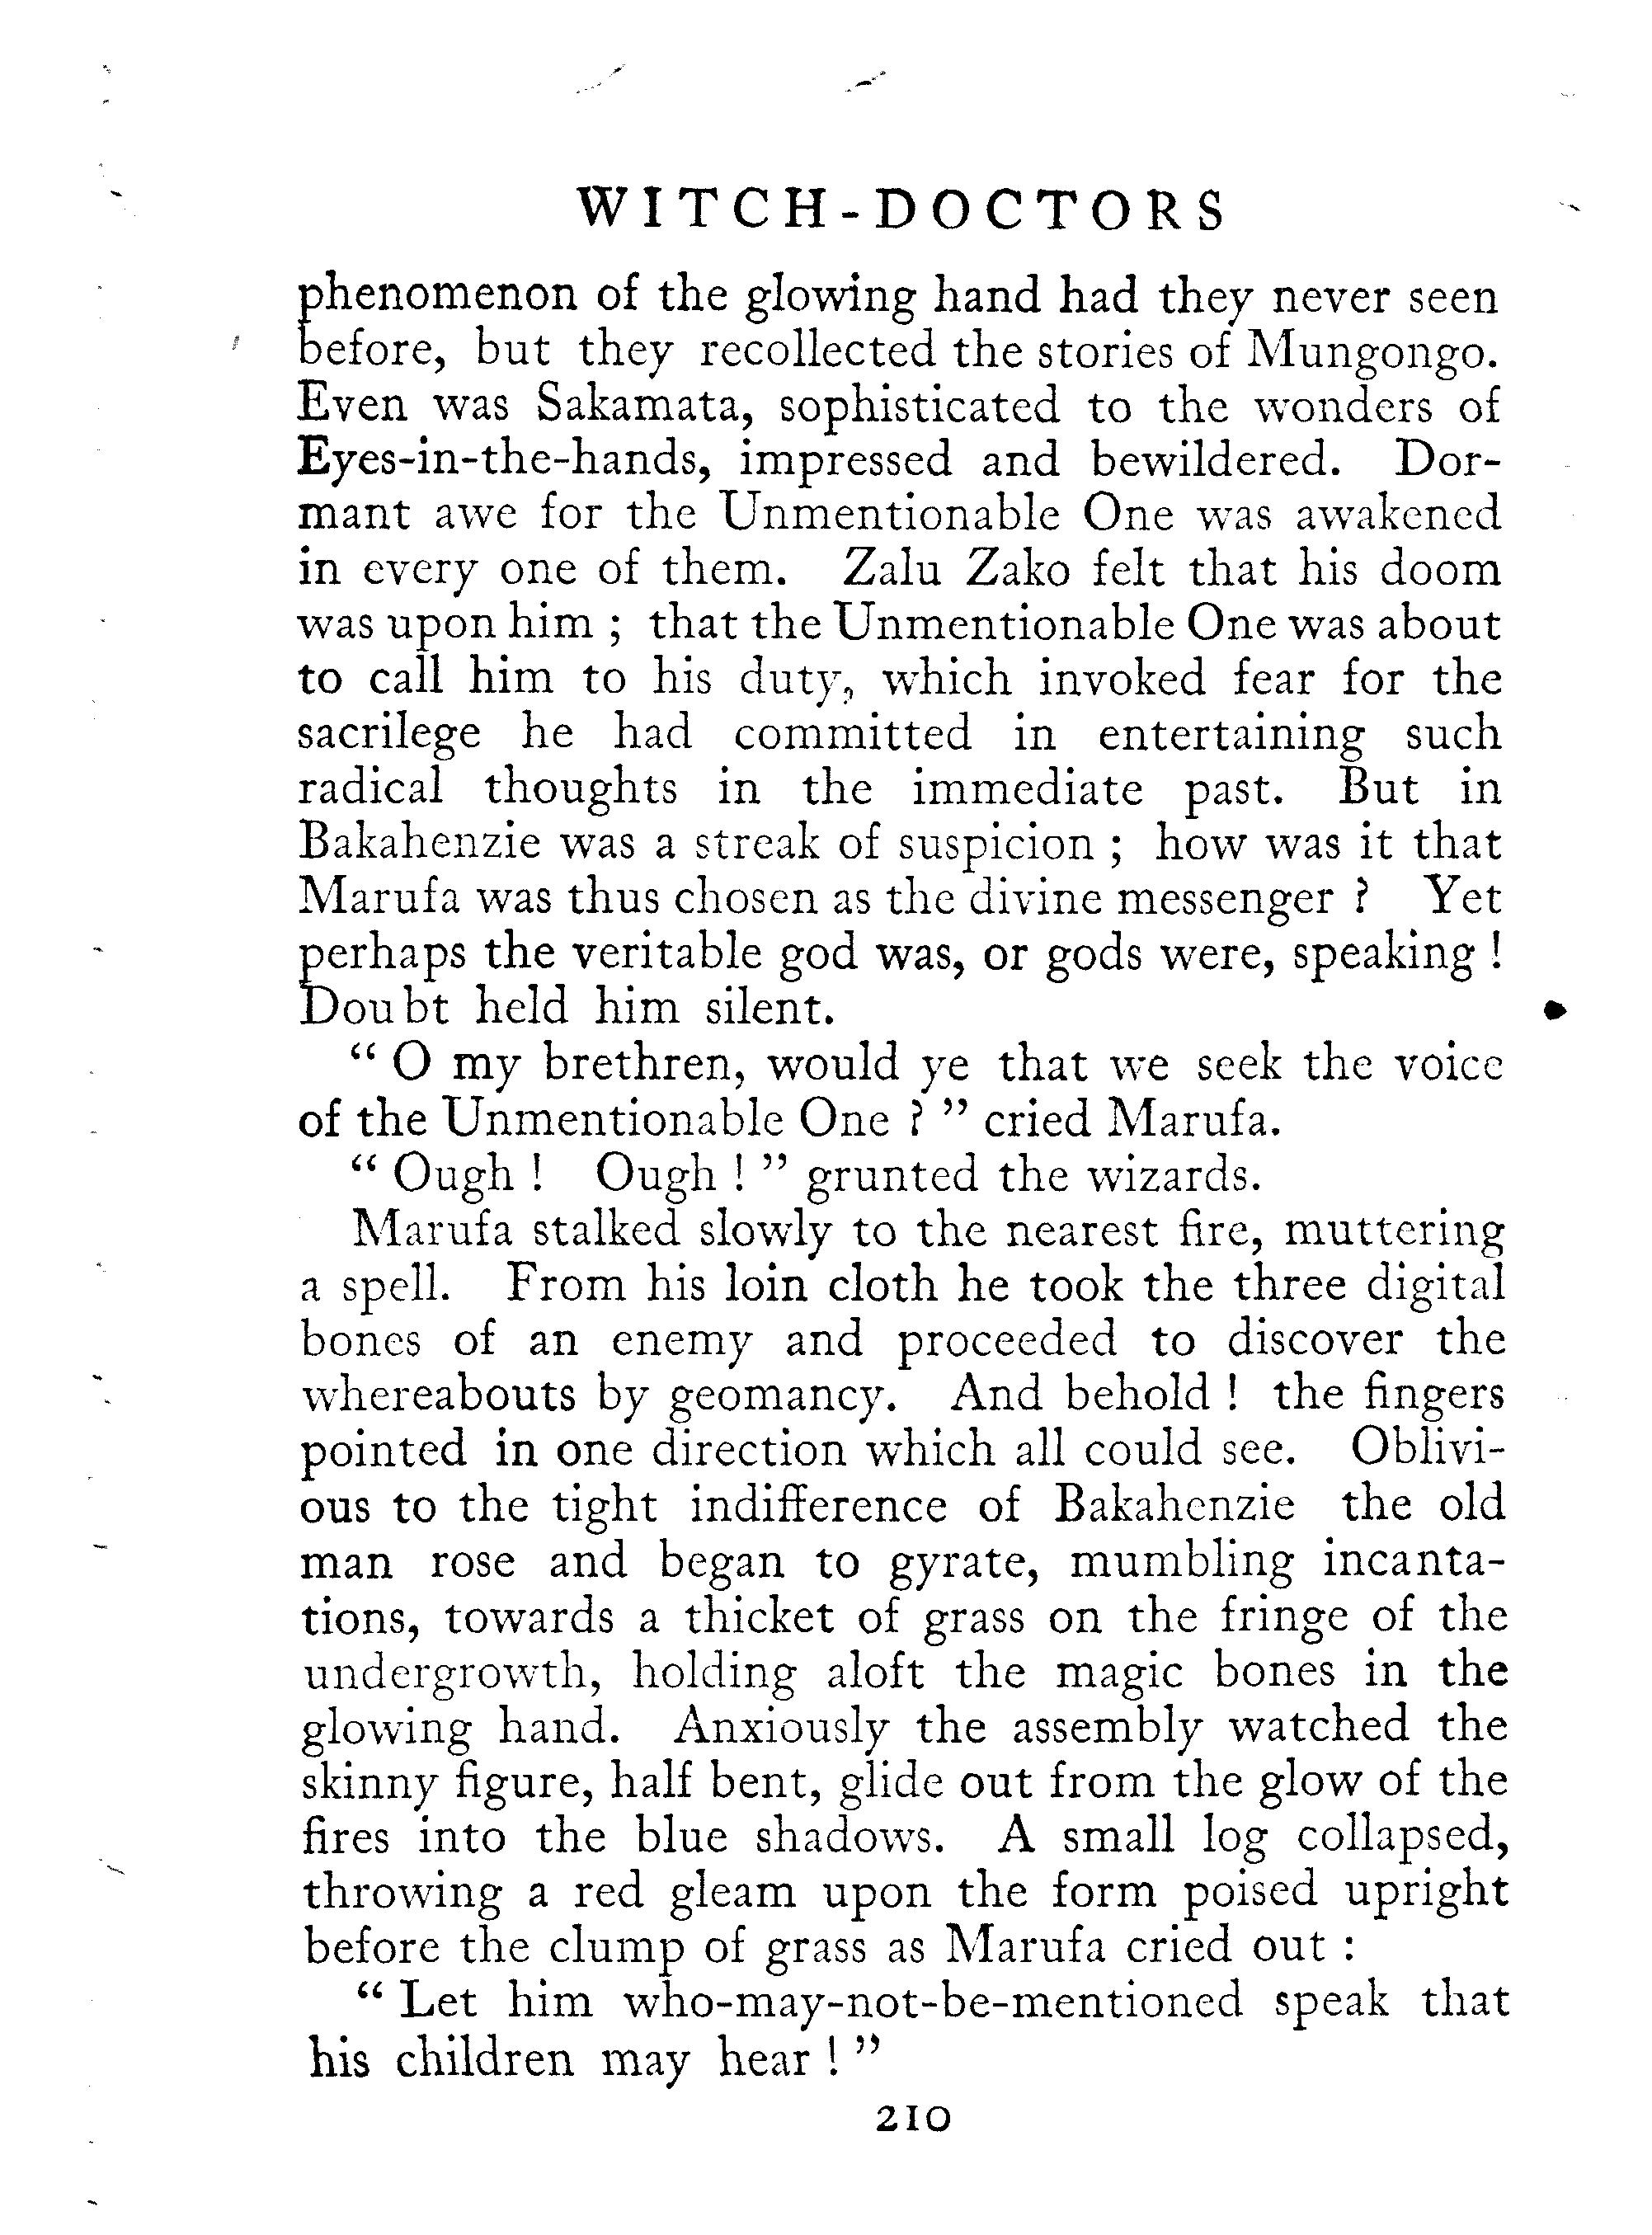 WITCH-DOCTORS
phenomenon of the glowing hand had they never seen
before, but they recollected the stories of Mungongo.
Even was Sakamata, sophisticated to the wonders of
Eyes-in-the-hands, impressed and bewildered. Dor-
mant awe for the Unmentionable One was awakened
in every one of them. Zalu Zako felt that his doom
was upon him ; that the Unmentionable One was about
to call him to his duty, which invoked fear for the
sacrilege he had committed in entertaining such
radical thoughts in the immediate past. But in
Bakahenzie was a streak of suspicion ; how was it that
Marufa was thus chosen as the divine messenger ? Yet
perhaps the veritable god was, or gods were, speaking !
Doubt held him silent.
“ O my brethren, would ye that we seek the voice
of the Unmentionable One ? ” cried Marufa.
“ Ough ! Ough ! ” grunted the wizards.
Marufa stalked slowly to the nearest fire, muttering
a spell. From his loin cloth he took the three digital
bones of an enemy and proceeded to discover the
whereabouts by geomancy. And behold ! the fingers
pointed in one direction which all could see. Oblivi-
ous to the tight indifference of Bakahenzie the old
man rose and began to gyrate, mumbling incanta-
tions, towards a thicket of grass on the fringe of the
undergrowth, holding aloft the magic bones in the
glowing hand. Anxiously the assembly watched the
skinny figure, half bent, glide out from the glow of the
fires into the blue shadows. A small log collapsed,
throwing a red gleam upon the form poised upright
before the clump of grass as Marufa cried out :
“ Let him who-may-not-be-mentioned speak that
his children may hear ! ”
210